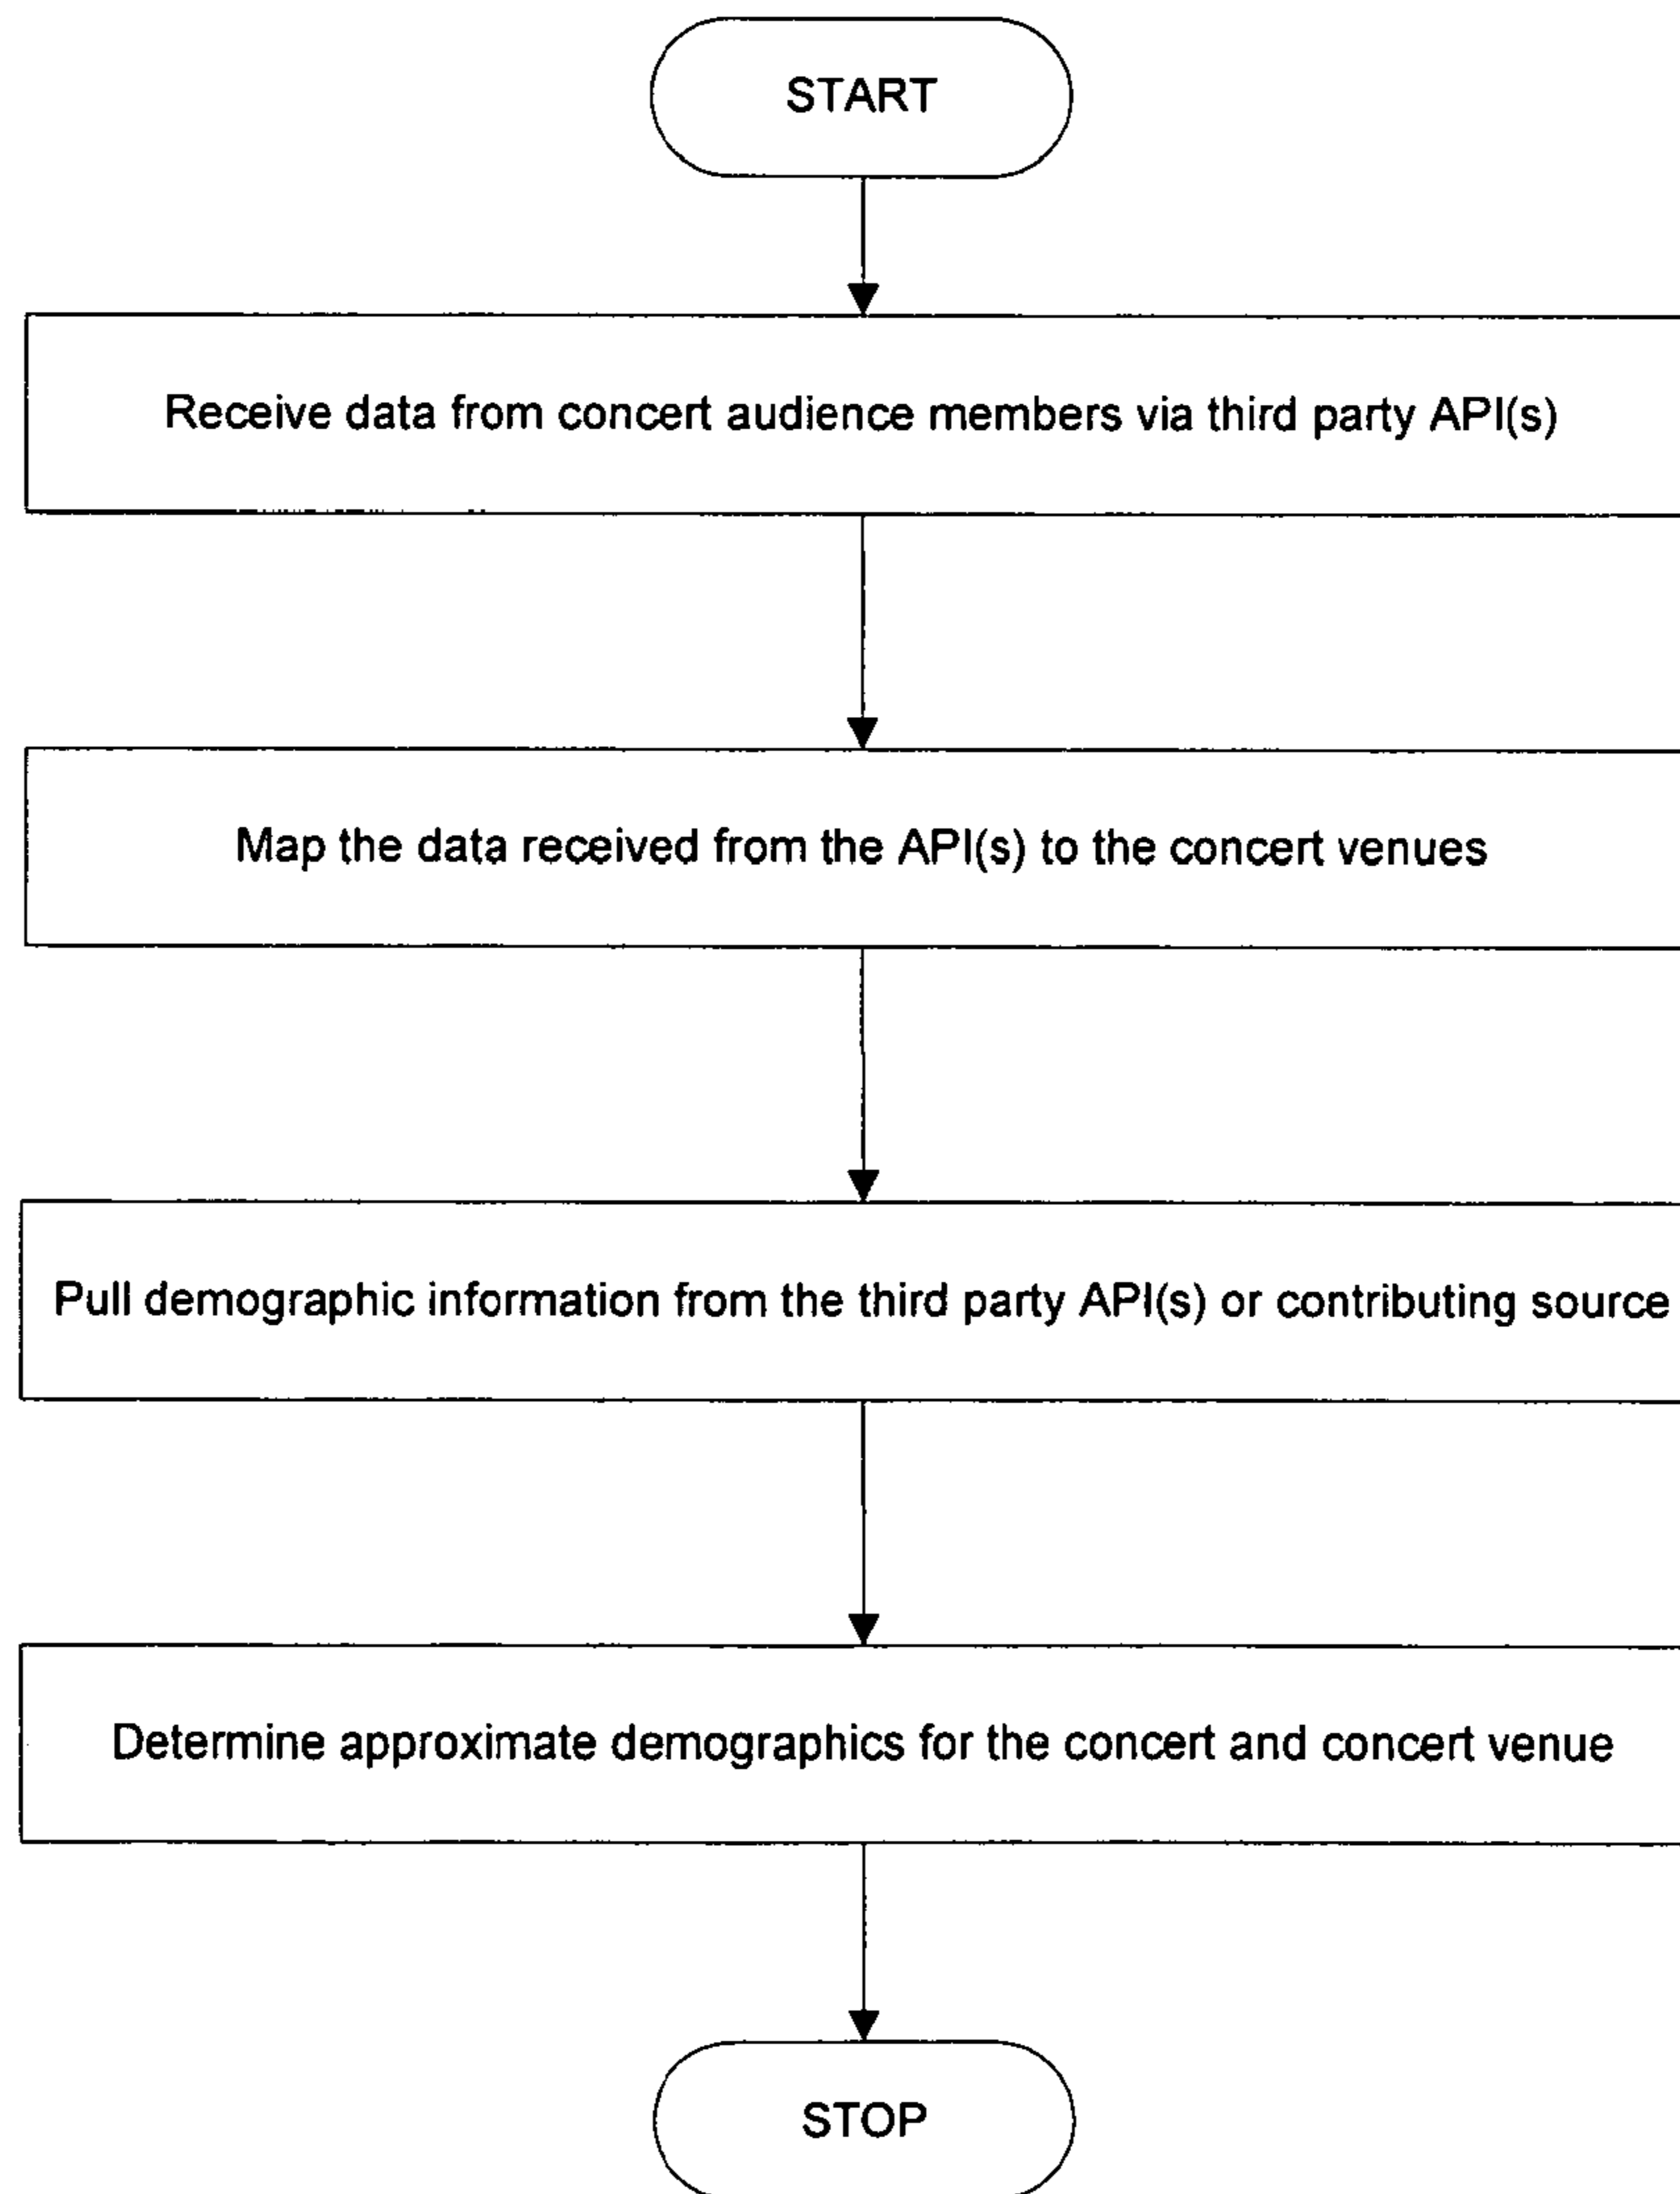 START
Receive data from concert audience members via third party API(s)
Map the data received from the API(s) to the concert venues
Pull demographic information from the third party API(s) or contributing source
Determine approximate demographics for the concert and concert venue
STOP